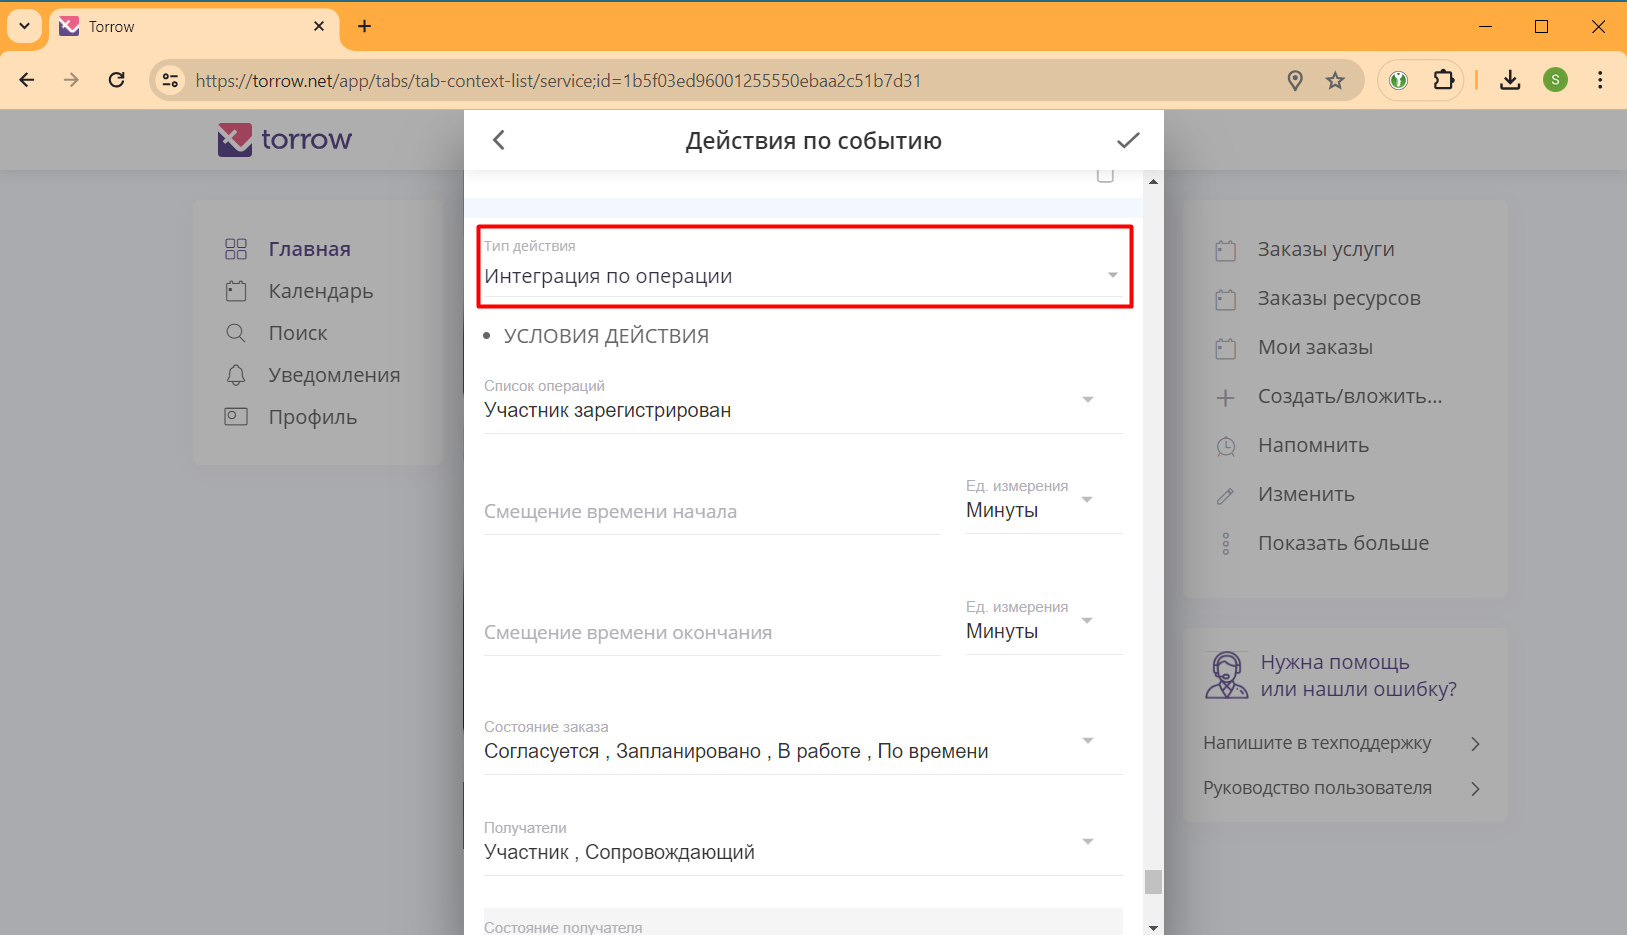 Torrow
https://torrow.net/app/tabs/tab-context-list/service;id=1b5f03ed96001255550ebaa2c51b7d31
S
torrow
Действия по событию
Главная
Календарь
Поиск
Уведомления
Профиль
Тип действия
Интеграция по операции
• УСЛОВИЯ ДЕЙСТВИЯ
Список операций
Участник зарегистрирован
Смещение времени начала
Ед. измерения
Минуты
Смещение времени окончания
Ед. измерения
Минуты
Состояние заказа
Согласуется , Запланировано , В работе , По времени
Получатели
Участник , Сопровождающий
Состояние получателя
Заказы услуги
Заказы ресурсов
Мои заказы
Создать/вложить...
Напомнить
Изменить
Показать больше
Нужна помощь
или нашли ошибку?
Напишите в техподдержку
Руководство пользователя